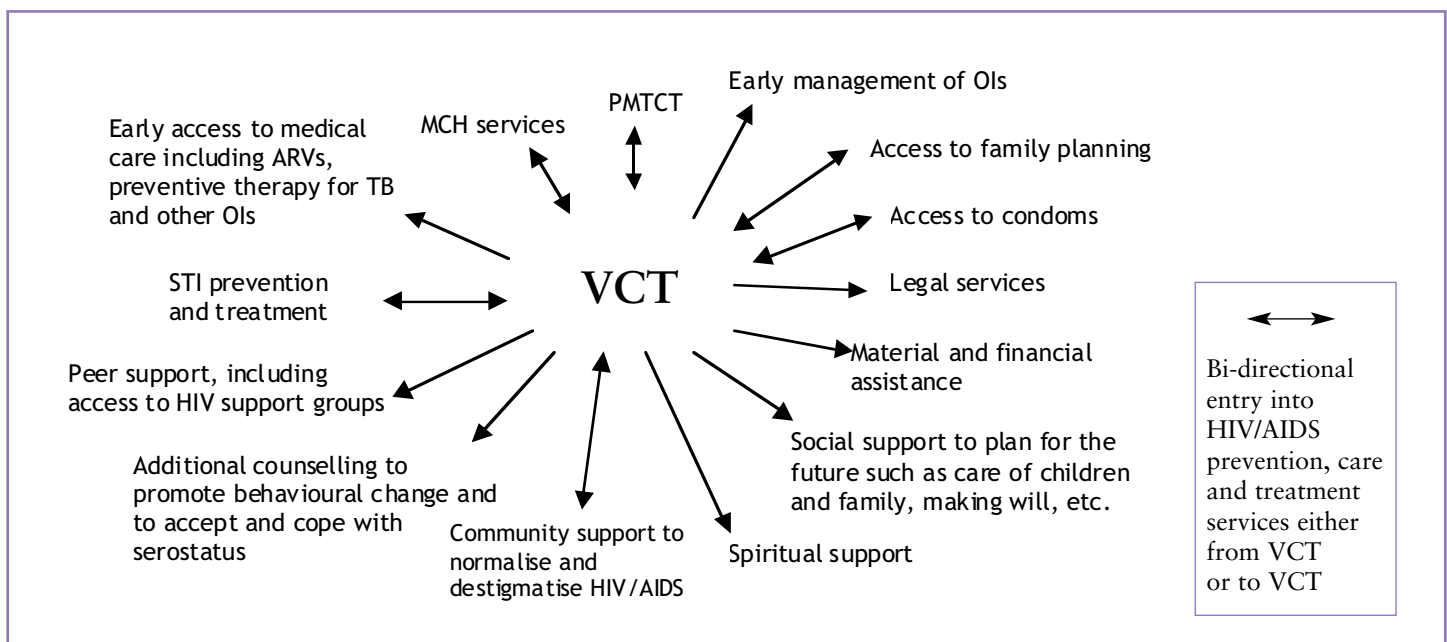 Early management of OIs
PMTCT
MCH services
Early access to medical
care including ARVs,
preventive therapy for TB
and other OIs
Access to family planning
Access to condoms
VCT
STI prevention
and treatment
Legal services
Material and financial
assistance
Peer support, including
access to HIV support groups
Social support to plan for the
future such as care of children
and family, making will, etc.
Additional counselling to
promote behavioural change and
to accept and cope with
serostatus
Community support to
normalise and
destigmatise HIV/AIDS
Spiritual support
Bi-directional
entry into
HIV/AIDS
prevention, care
and treatment
services either
from VCT
or to VCT